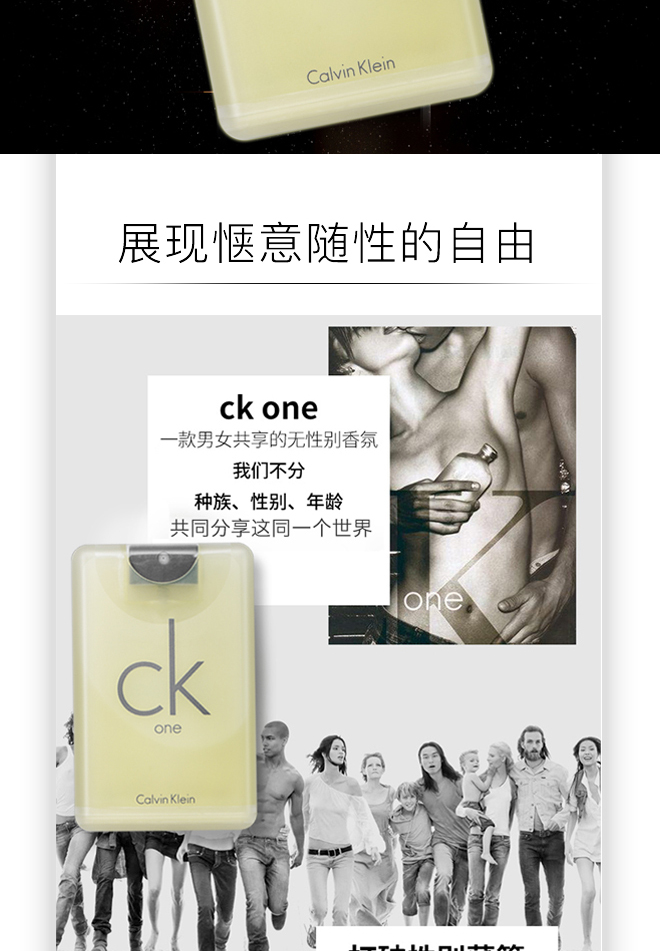 Calvin Klein
展现惬意随性的自由
ck one
一款男女共享的无性别香氛
我们不分
种族、性别、年龄
共同分享这同一个世界
one
ck
one
Calvin Klein